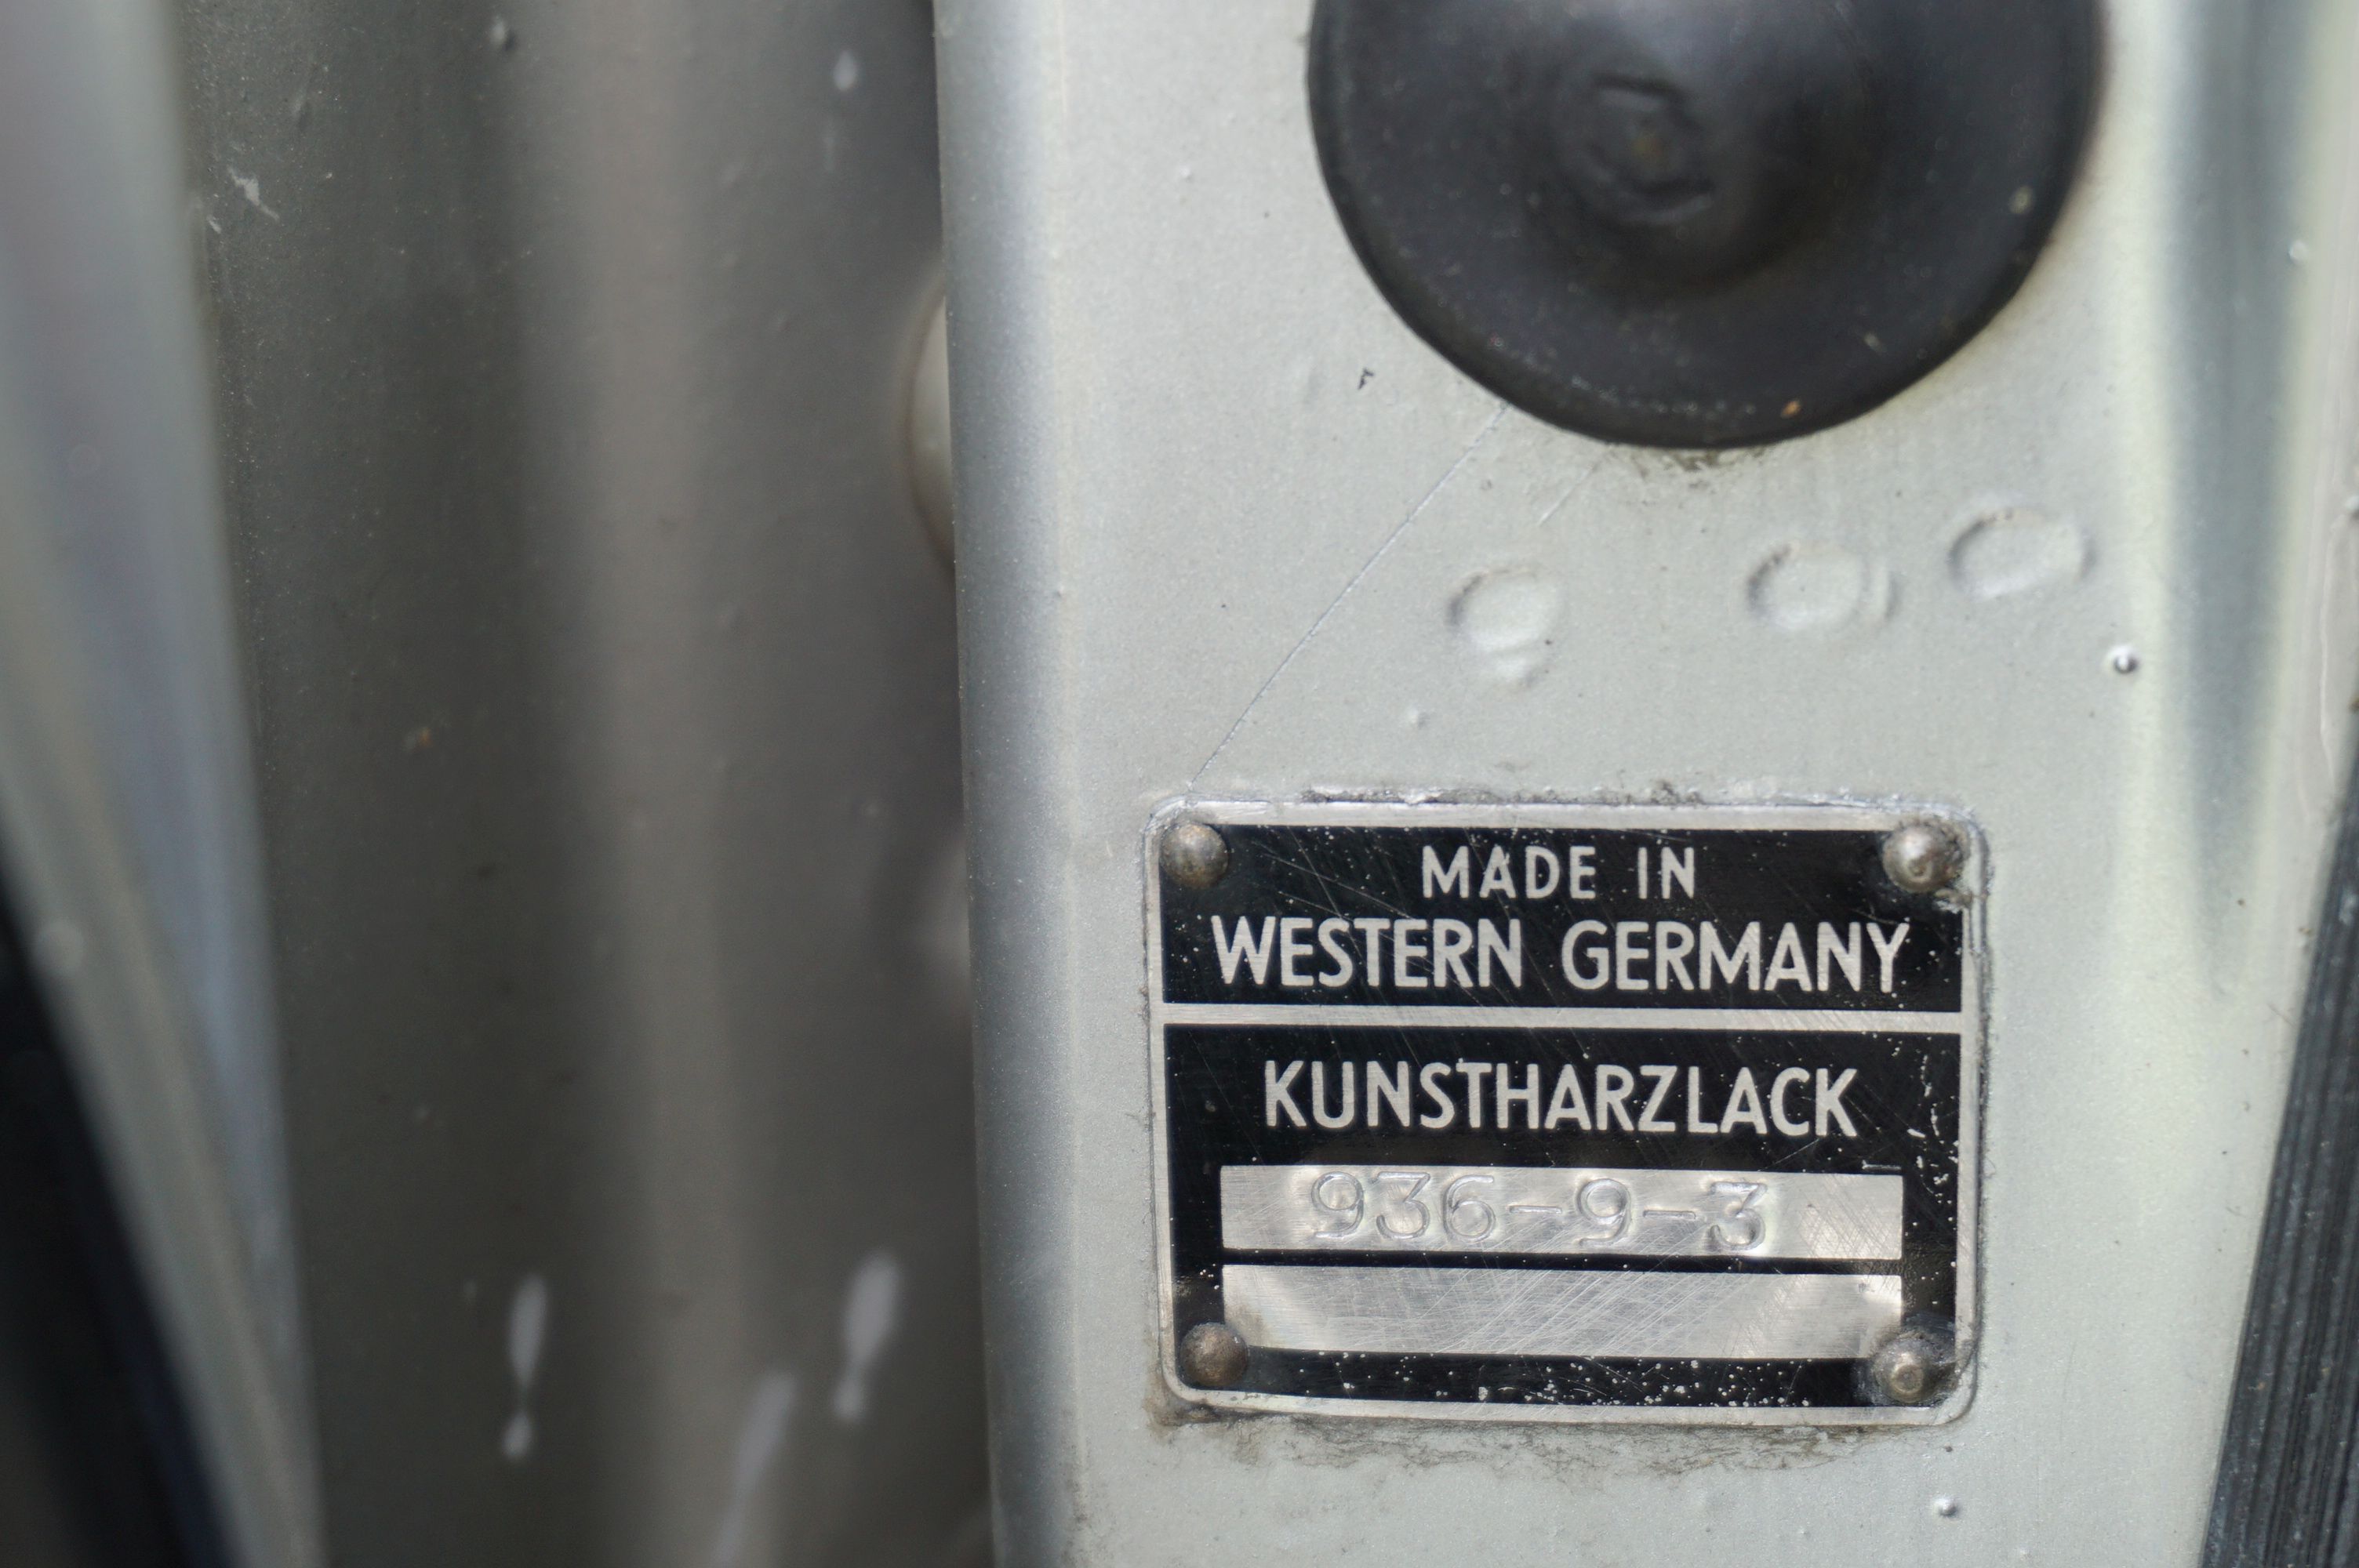 MADE IN
WESTERN GERMANY
KUNSTHARZLACK
936-9-3